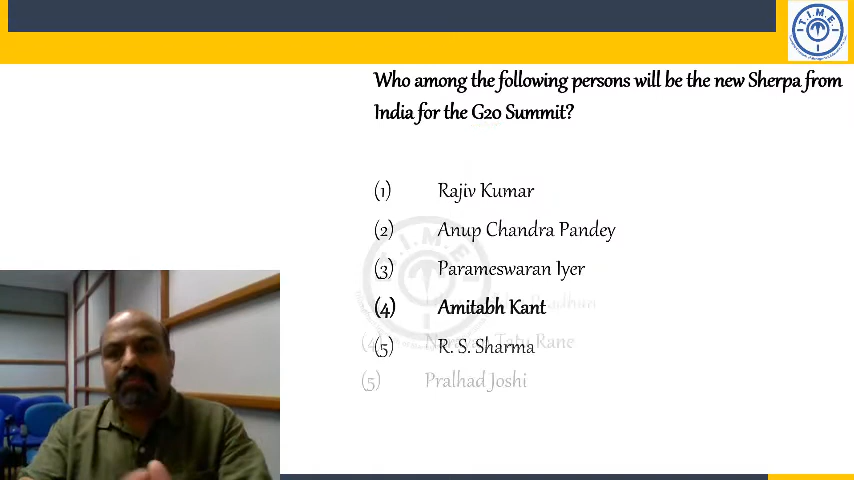 T.I.M.E.
Who among the following persons will be the new Sherpa from
India for the G20 Summit?
(1) Rajiv Kumar
(2) Anup Chandra Pandey
(3) Parameswaran Iyer
(4) Amitabh Kant
(5) R. S. Sharma
(5) Pralhad Joshi